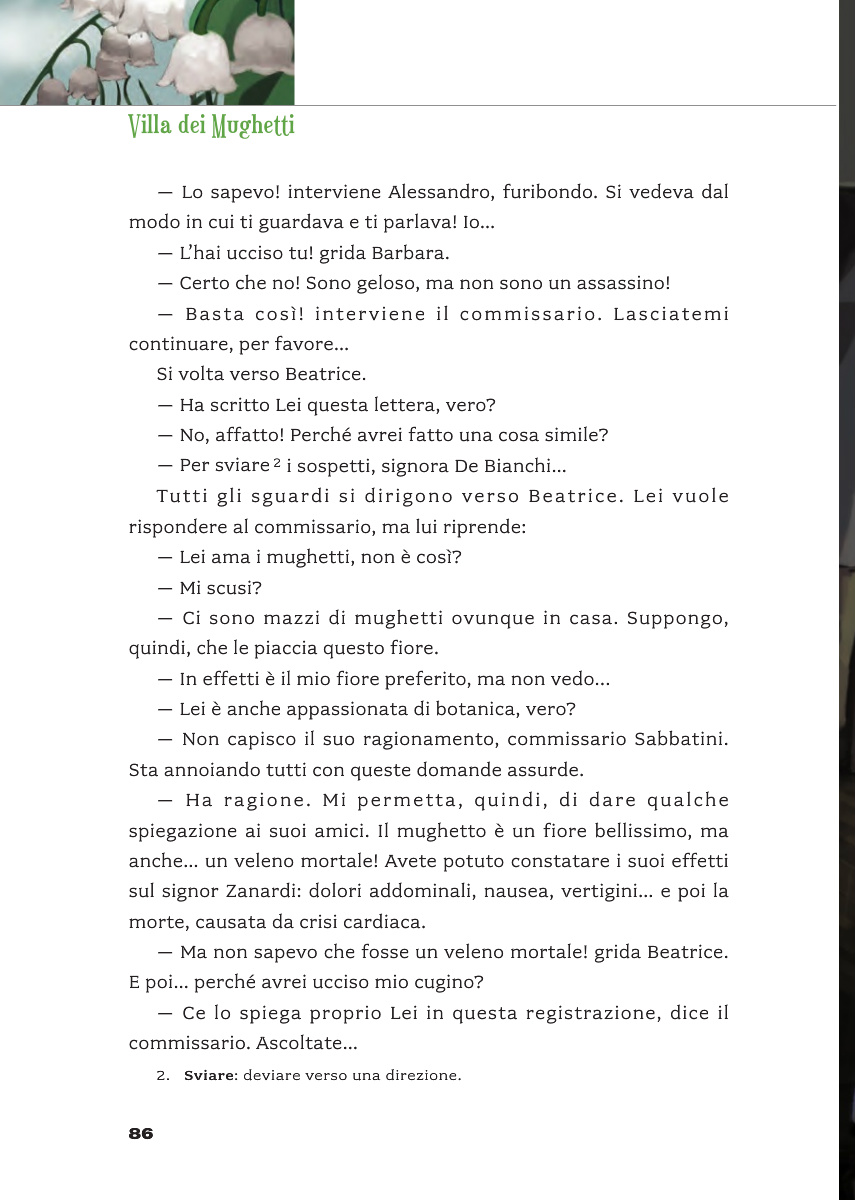 Villa dei Mughetti
— Lo sapevo! interviene Alessandro, furibondo. Si vedeva dal
modo in cui ti guardava e ti parlava! Io...
— L'hai ucciso tu! grida Barbara.
— Certo che no! Sono geloso, ma non sono un assassino!
— Basta così! interviene il commissario. Lasciatemi
continuare, per favore...
Si volta verso Beatrice.
— Ha scritto Lei questa lettera, vero?
— No, affatto! Perché avrei fatto una cosa simile?
— Per sviare 2 i sospetti, signora De Bianchi...
Tutti gli sguardi si dirigono verso Beatrice. Lei vuole
rispondere al commissario, ma lui riprende:
— Lei ama i mughetti, non è così?
— Mi scusi?
— Ci sono mazzi di mughetti ovunque in casa. Suppongo,
quindi, che le piaccia questo fiore.
— In effetti è il mio fiore preferito, ma non vedo...
— Lei è anche appassionata di botanica, vero?
— Non capisco il suo ragionamento, commissario Sabbatini.
Sta annoiando tutti con queste domande assurde.
— Ha ragione. Mi permetta, quindi, di dare qualche
spiegazione ai suoi amici. Il mughetto è un fiore bellissimo, ma
anche... un veleno mortale! Avete potuto constatare i suoi effetti
sul signor Zanardi: dolori addominali, nausea, vertigini... e poi la
morte, causata da crisi cardiaca.
— Ma non sapevo che fosse un veleno mortale! grida Beatrice.
E poi... perché avrei ucciso mio cugino?
— Ce lo spiega proprio Lei in questa registrazione, dice il
commissario. Ascoltate...
2. Sviare: deviare verso una direzione.
86